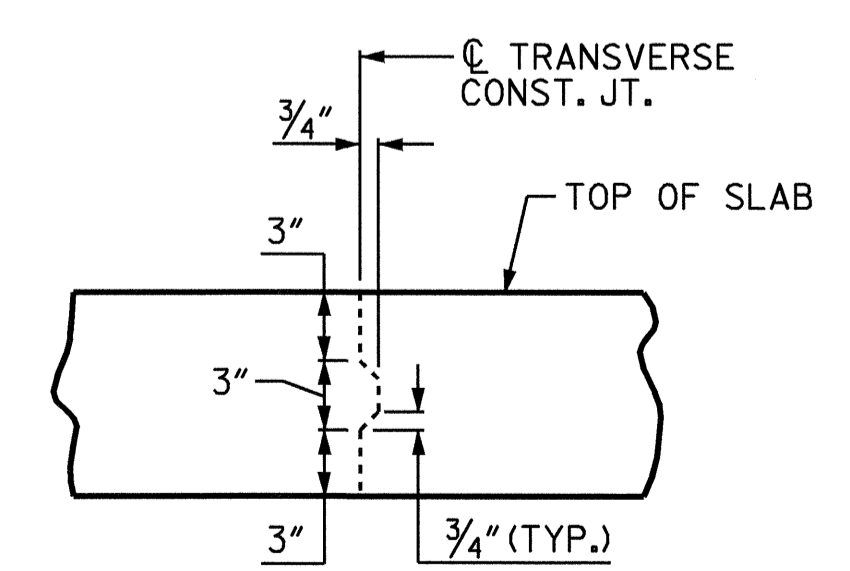 ℄ TRANSVERSE
CONST. JT.
3/4"
TOP OF SLAB
3"
3"
3"
3/4" (TYP.)